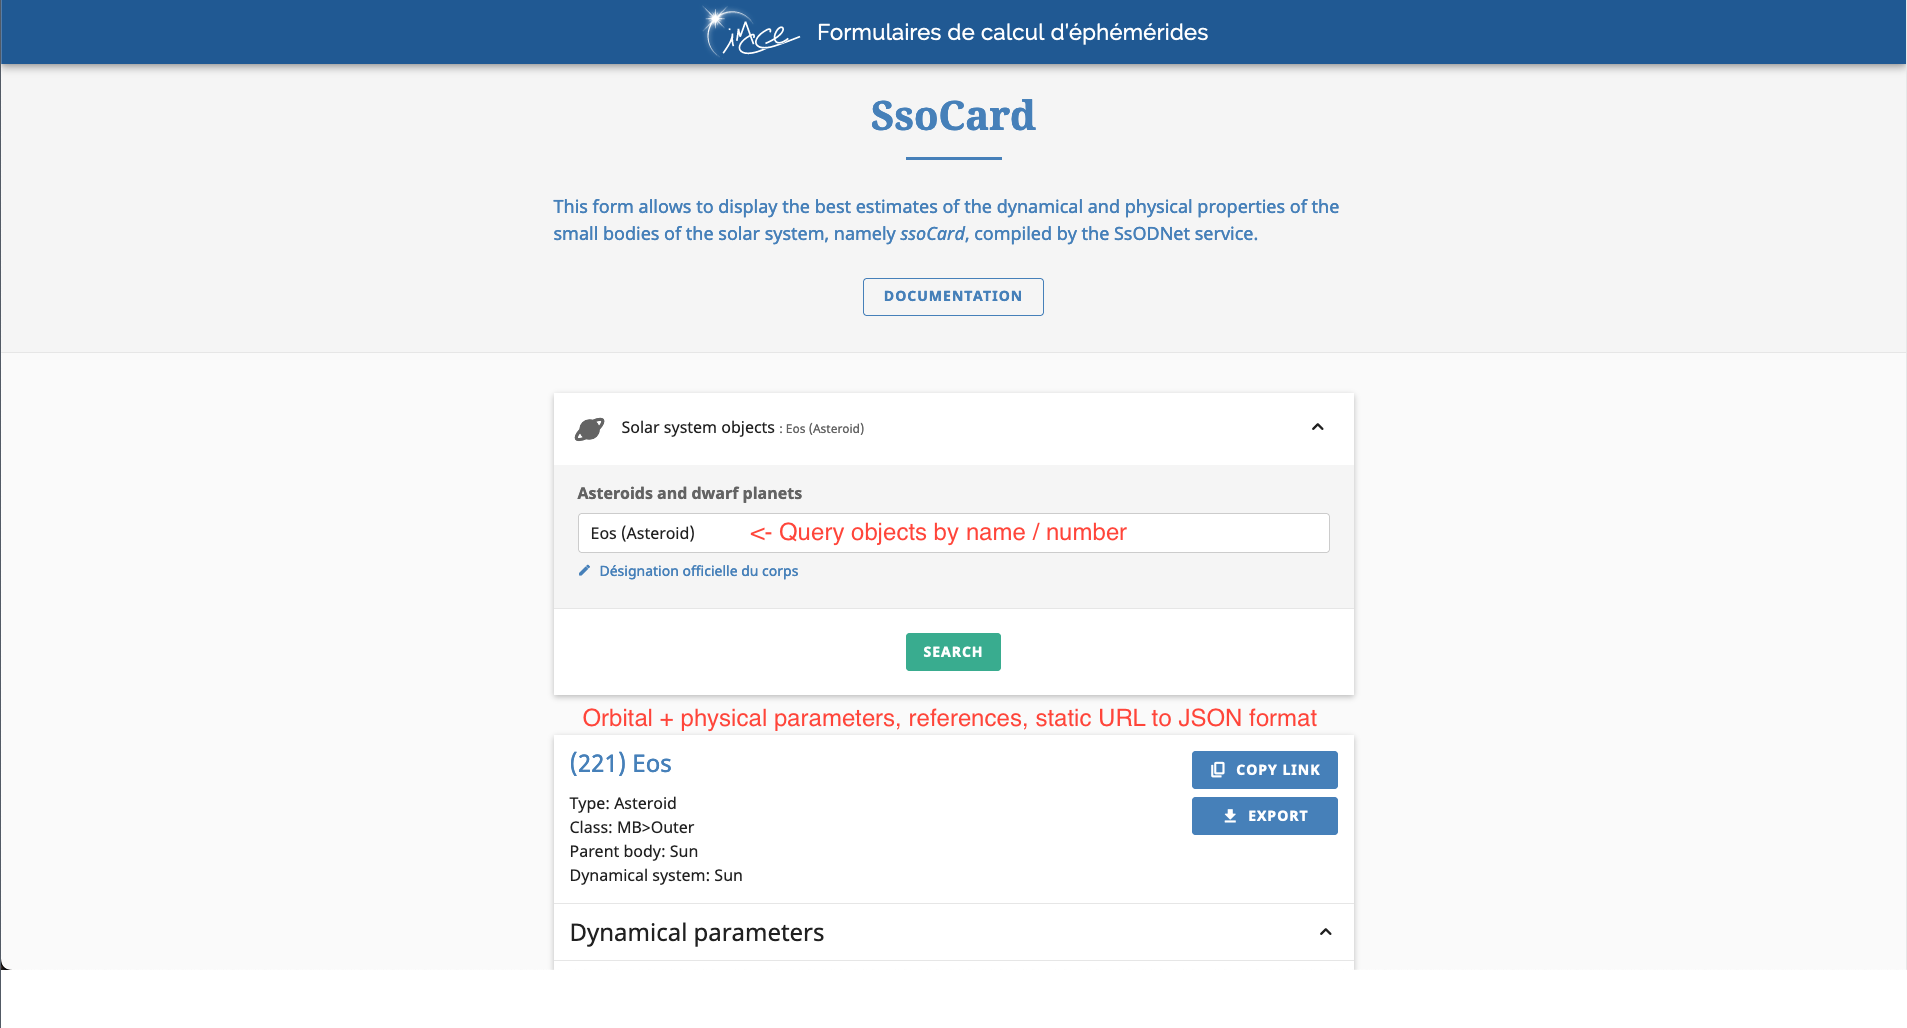 iMCCE Formulaires de calcul d'éphémérides
SsoCard
This form allows to display the best estimates of the dynamical and physical properties of the
small bodies of the solar system, namely ssoCard, compiled by the SsODNet service.
DOCUMENTATION
Solar system objects : Eos (Asteroid)
Asteroids and dwarf planets
Eos (Asteroid) <- Query objects by name / number
Désignation officielle du corps
SEARCH
Orbital + physical parameters, references, static URL to JSON format
(221) Eos
COPY LINK
Type: Asteroid
EXPORT
Class: MB>Outer
Parent body: Sun
Dynamical system: Sun
Dynamical parameters